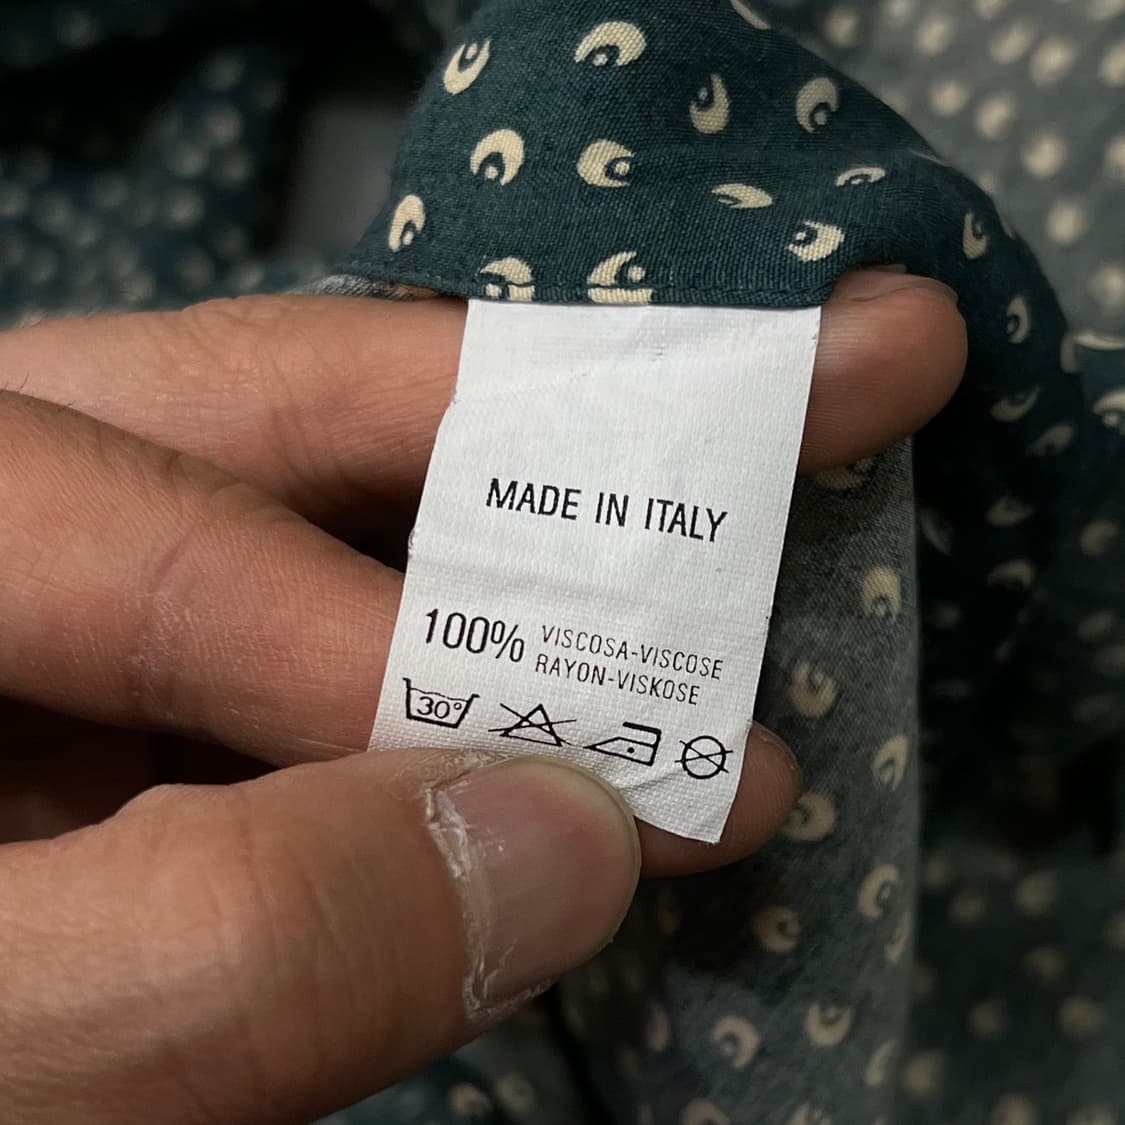 MADE IN ITALY
100% VISCOSA-VISCOSE
RAYON-VISKOSE
30°